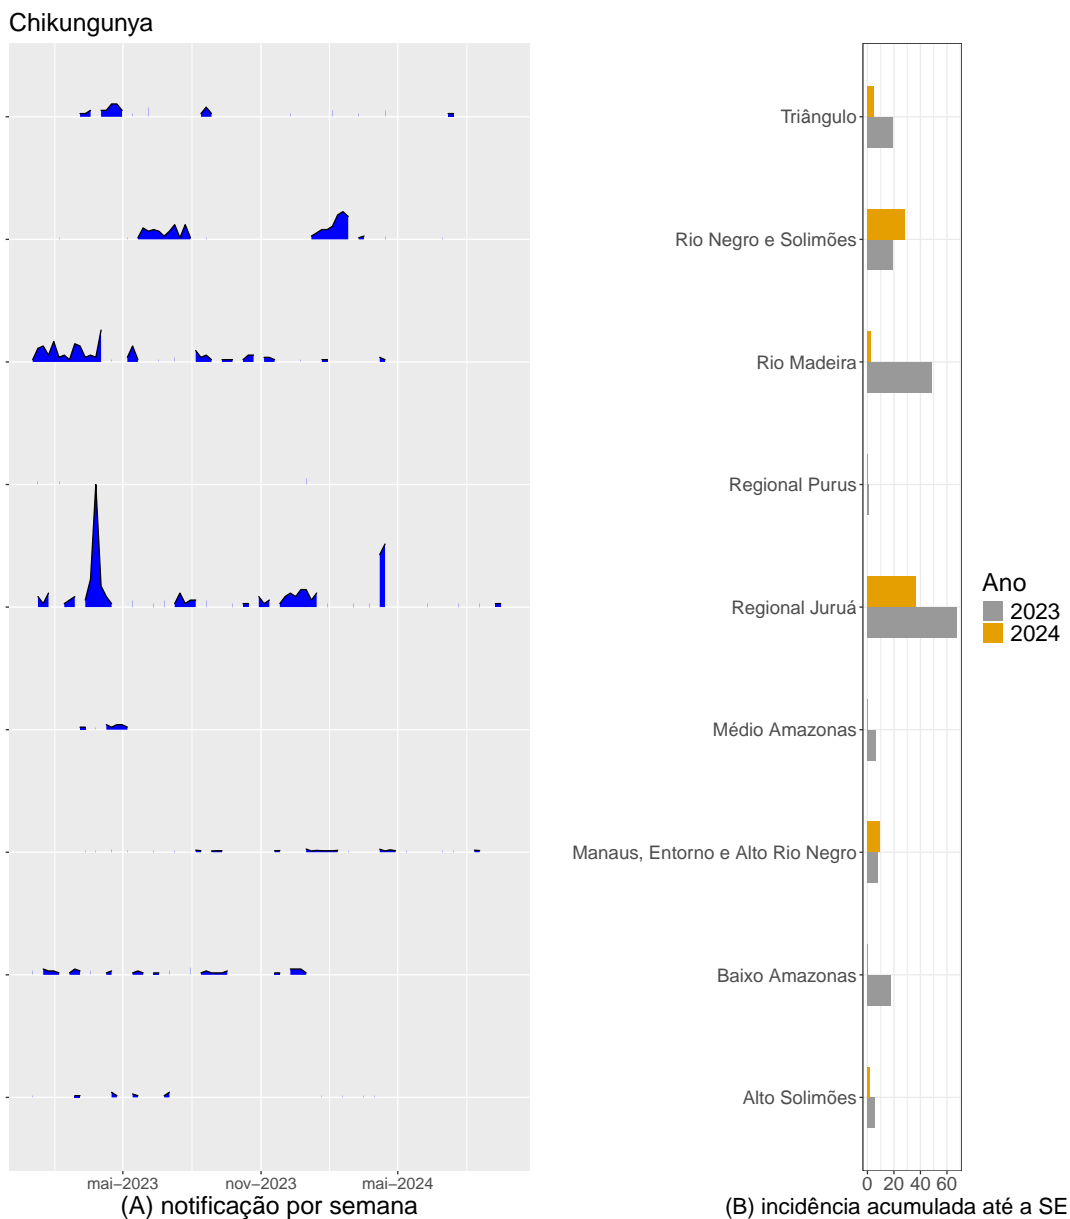 Chikungunya
Triângulo
Rio Negro e Solimões
Rio Madeira
Regional Purus
Regional Juruá
Médio Amazonas
Manaus, Entorno e Alto Rio Negro
Baixo Amazonas
Alto Solimões
Ano
2023
2024
mai−2023 nov−2023 mai−2024
(A) notificação por semana
0 20 40 60
(B) incidência acumulada até a SE